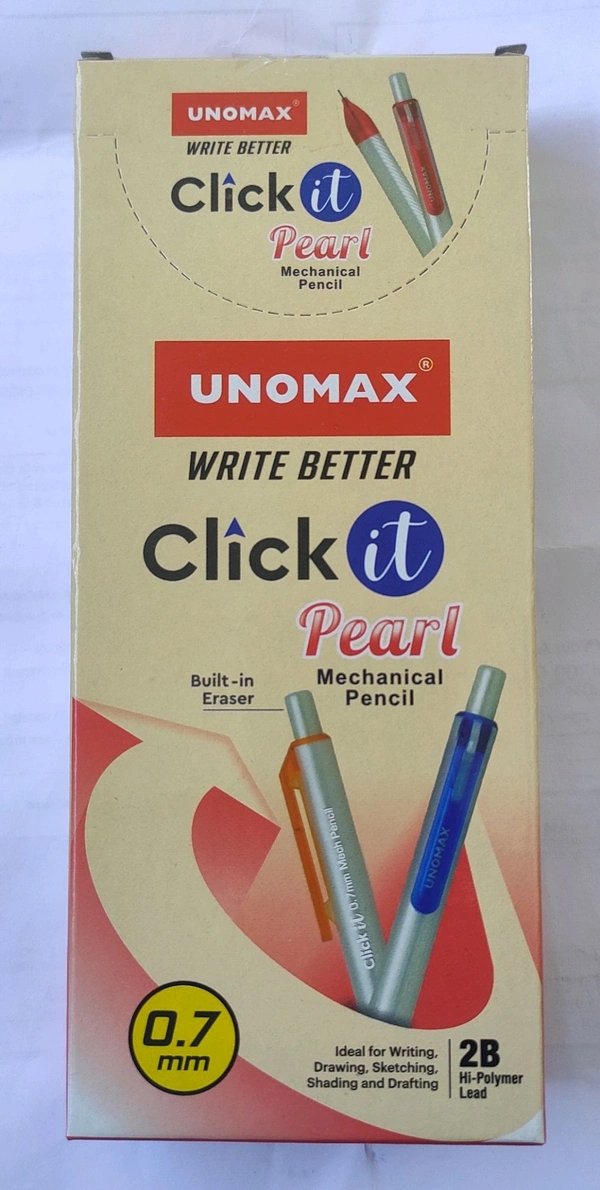 UNOMAX®
WRITE BETTER
Click it
Pearl
Mechanical
Pencil
UNOMAX
UNOMAX®
WRITE BETTER
Click it
Pearl
Mechanical
Pencil
Built-in
Eraser
Click it 0.7mm Mech Pencil
UNOMAX
0.7
mm
Ideal for Writing,
Drawing, Sketching,
Shading and Drafting
2B
Hi-Polymer
Lead